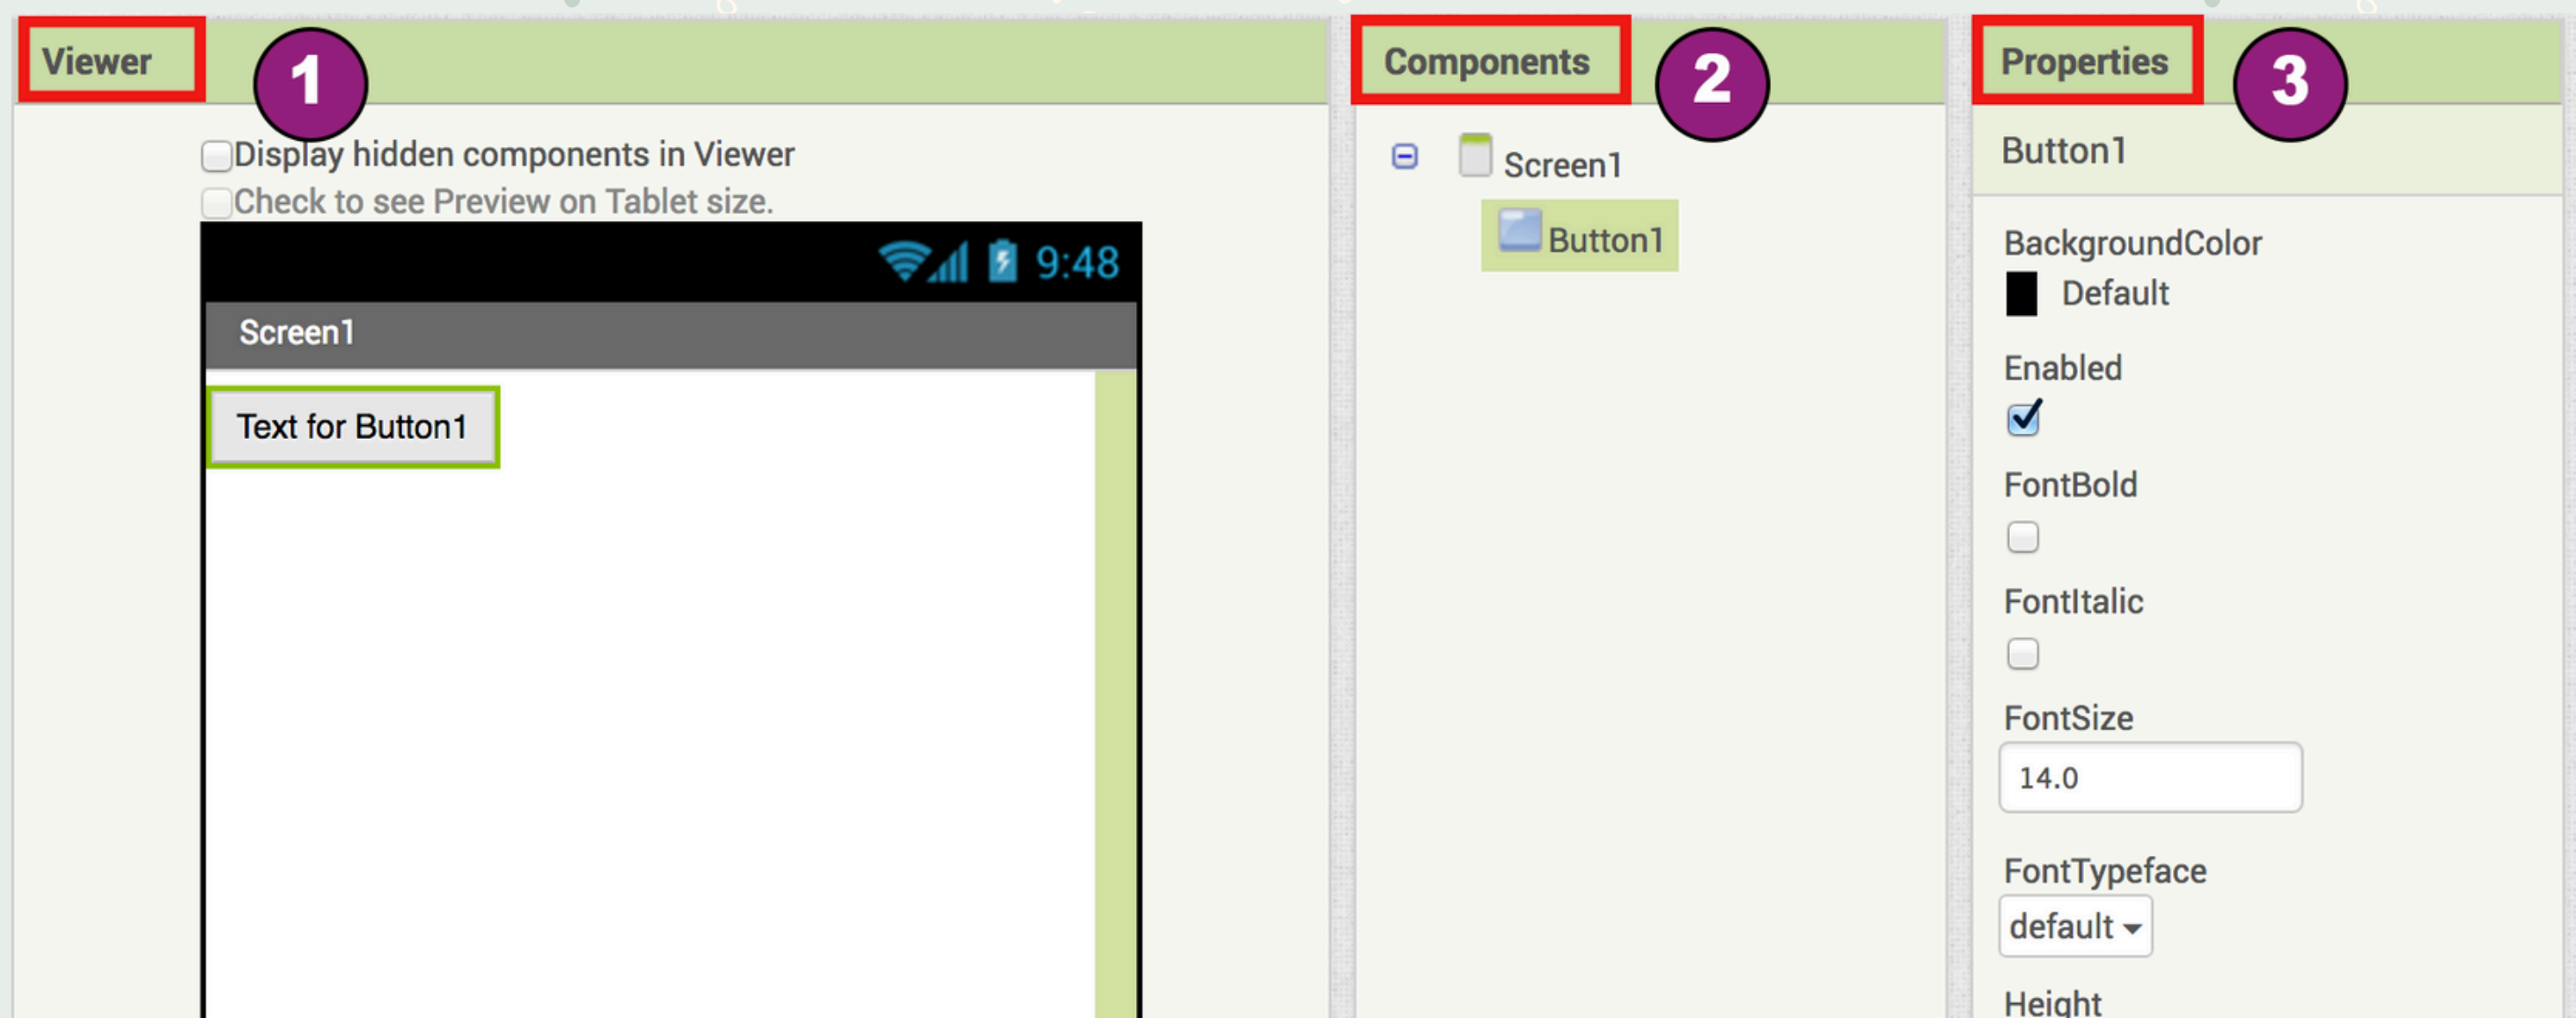 Viewer
1
Display hidden components in Viewer
Check to see Preview on Tablet size.
9:48
Screen1
Text for Button1
Components
2
Screen1
Button1
Properties
3
Button1
BackgroundColor
Default
Enabled
FontBold
FontItalic
FontSize
14.0
FontTypeface
default
Height